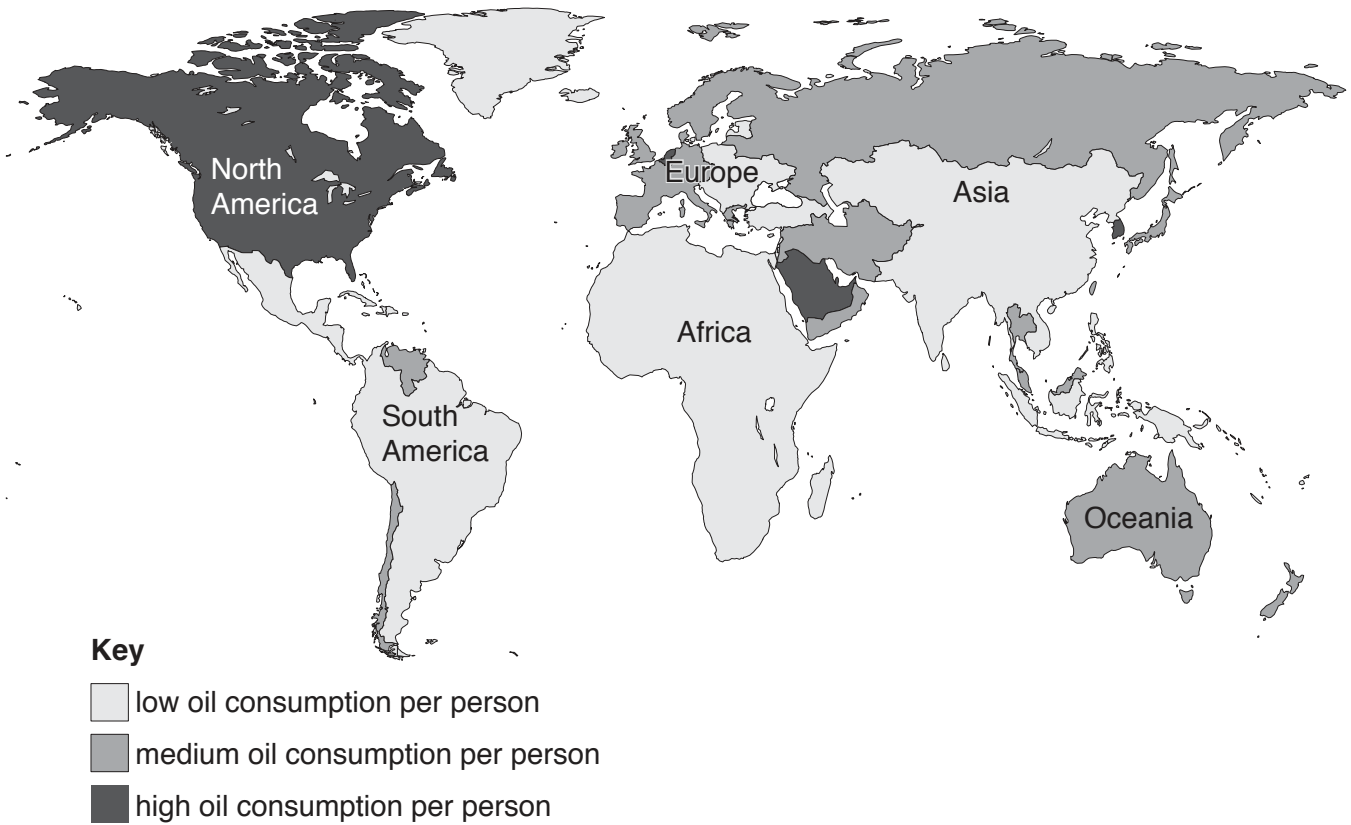 North
America
Europe
Asia
Africa
South
America
Oceania
Key
low oil consumption per person
medium oil consumption per person
high oil consumption per person